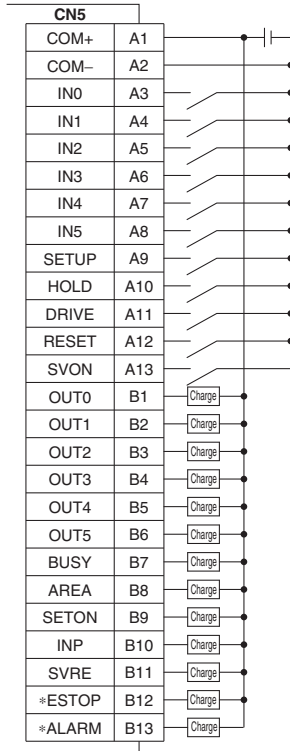 CN5
COM+ A1
COM− A2
IN0 A3
IN1 A4
IN2 A5
IN3 A6
IN4 A7
IN5 A8
SETUP A9
HOLD A10
DRIVE A11
RESET A12
SVON A13
OUT0 B1 Charge
OUT1 B2 Charge
OUT2 B3 Charge
OUT3 B4 Charge
OUT4 B5 Charge
OUT5 B6 Charge
BUSY B7 Charge
AREA B8 Charge
SETON B9 Charge
INP B10 Charge
SVRE B11 Charge
∗ESTOP B12 Charge
∗ALARM B13 Charge